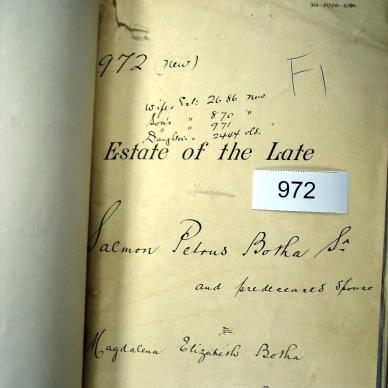 972 (new)
F1
Wife's Est: 2686 new
Son's " 870 "
" " 971 "
Daughter's " 2444 old.
Estate of the Late
972
Salmon Petrus Botha Sr
and predeceased spouse
Magdalena Elizabeth Botha